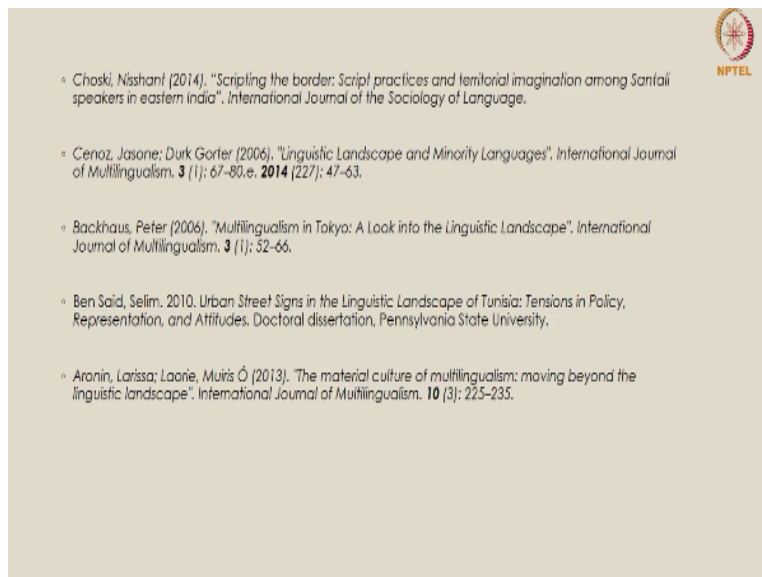 NPTEL
◦ Choski, Nisshant (2014). "Scripting the border: Script practices and territorial imagination among Santali
speakers in eastern India". International Journal of the Sociology of Language.
◦ Cenoz, Jasone; Durk Gorter (2006). "Linguistic Landscape and Minority Languages". International Journal
of Multilingualism. 3 (1): 67–80.e. 2014 (227): 47–63.
◦ Backhaus, Peter (2006). "Multilingualism in Tokyo: A Look into the Linguistic Landscape". International
Journal of Multilingualism. 3 (1): 52–66.
◦ Ben Said, Selim. 2010. Urban Street Signs in the Linguistic Landscape of Tunisia: Tensions in Policy,
Representation, and Attitudes. Doctoral dissertation, Pennsylvania State University.
◦ Aronin, Larissa; Laorie, Muiris Ó (2013). "The material culture of multilingualism: moving beyond the
linguistic landscape". International Journal of Multilingualism. 10 (3): 225–235.